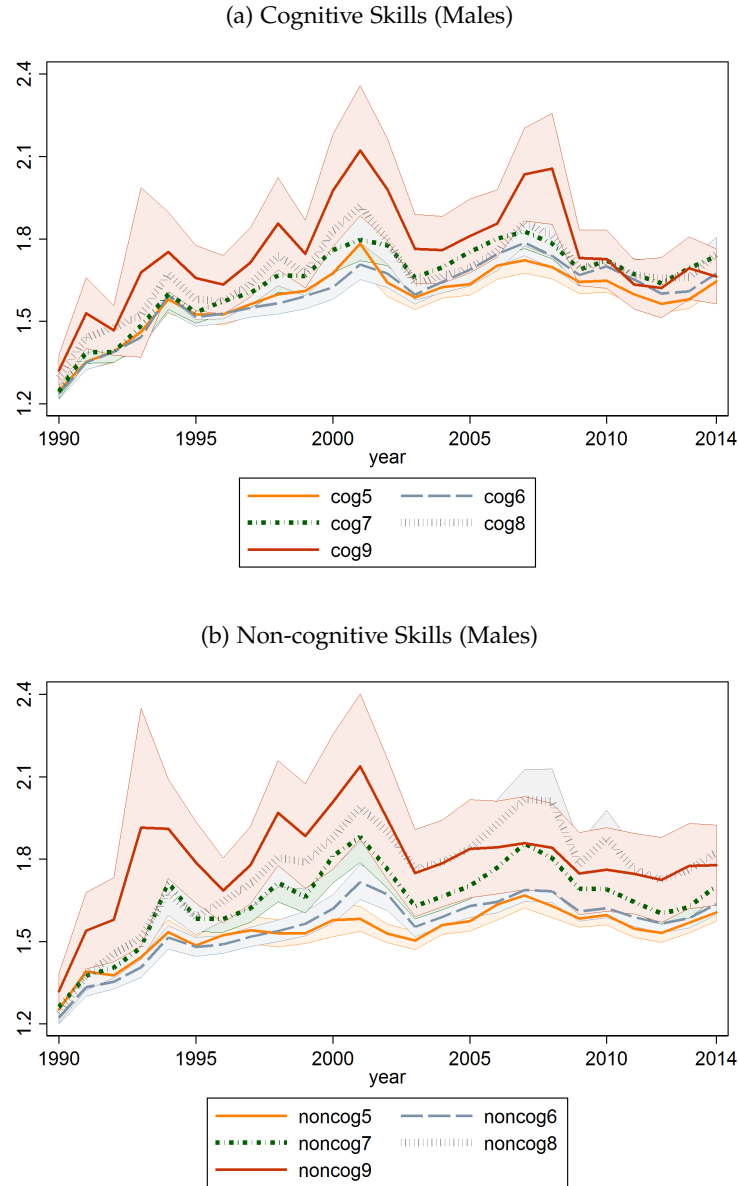 (a) Cognitive Skills (Males)
2.4
2.1
1.8
1.5
1.2
1990 1995 2000 2005 2010 2014
year
cog5 cog6
cog7 cog8
cog9
(b) Non-cognitive Skills (Males)
2.4
2.1
1.8
1.5
1.2
1990 1995 2000 2005 2010 2014
year
noncog5 noncog6
noncog7 noncog8
noncog9